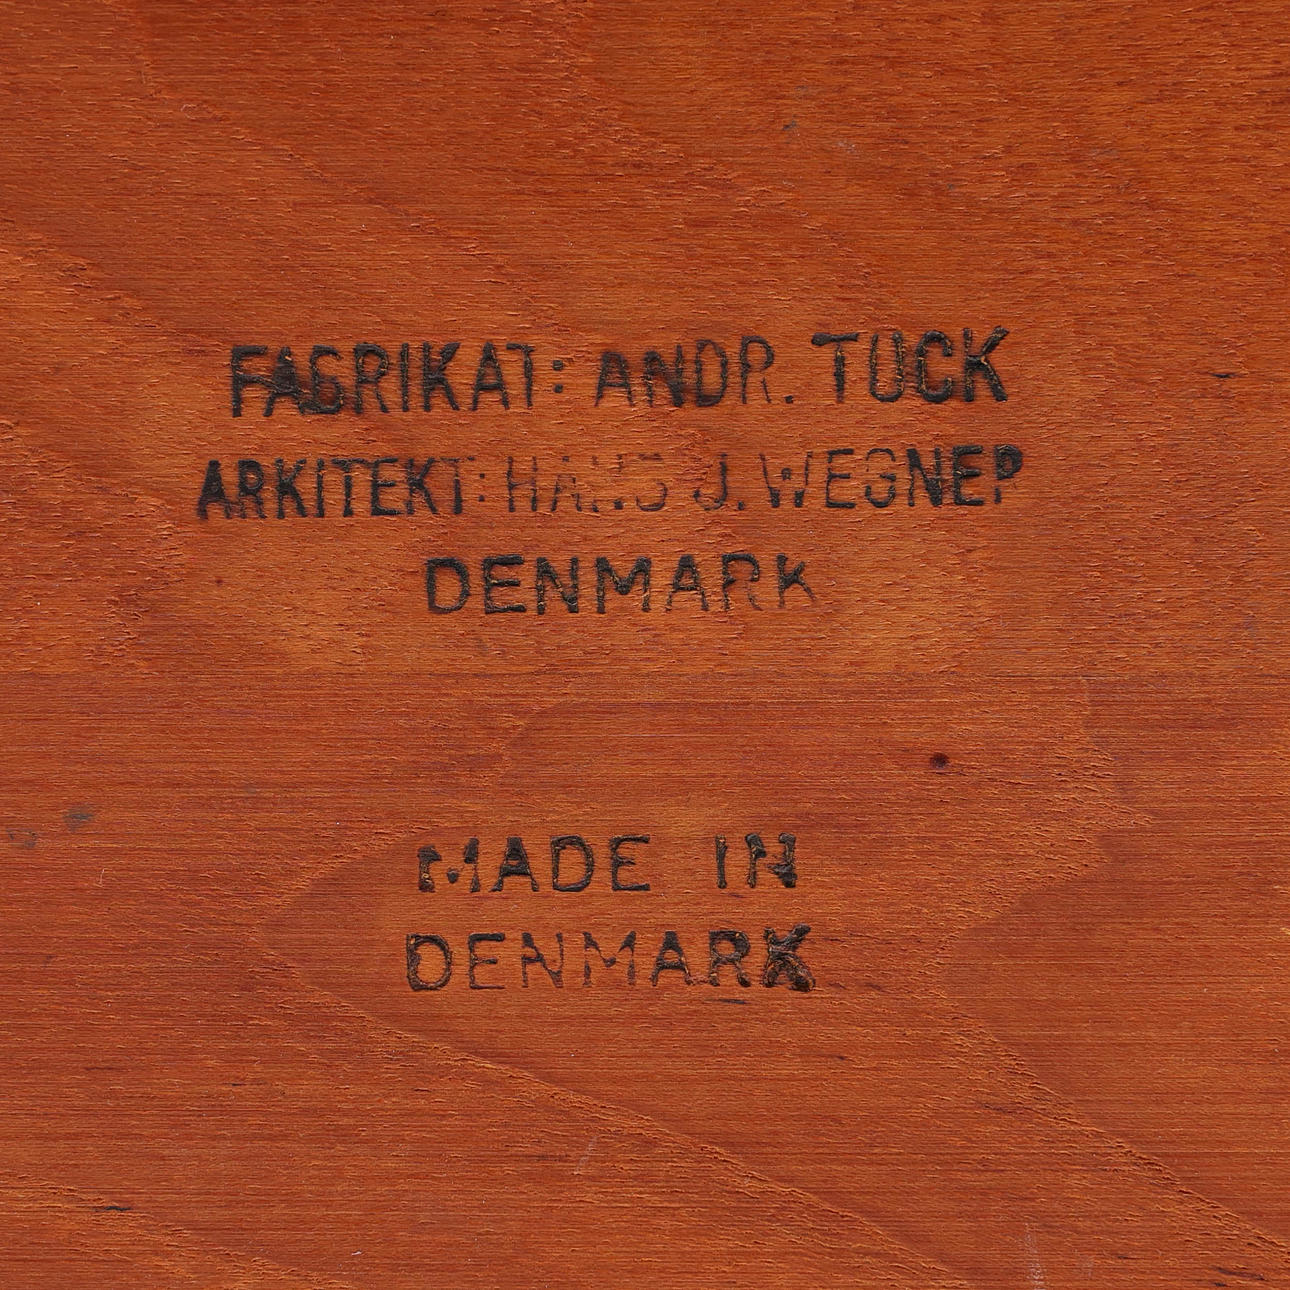 FABRIKAT: ANDR. TUCK
ARKITEKT: HANS J. WEGNER
DENMARK
MADE IN
DENMARK